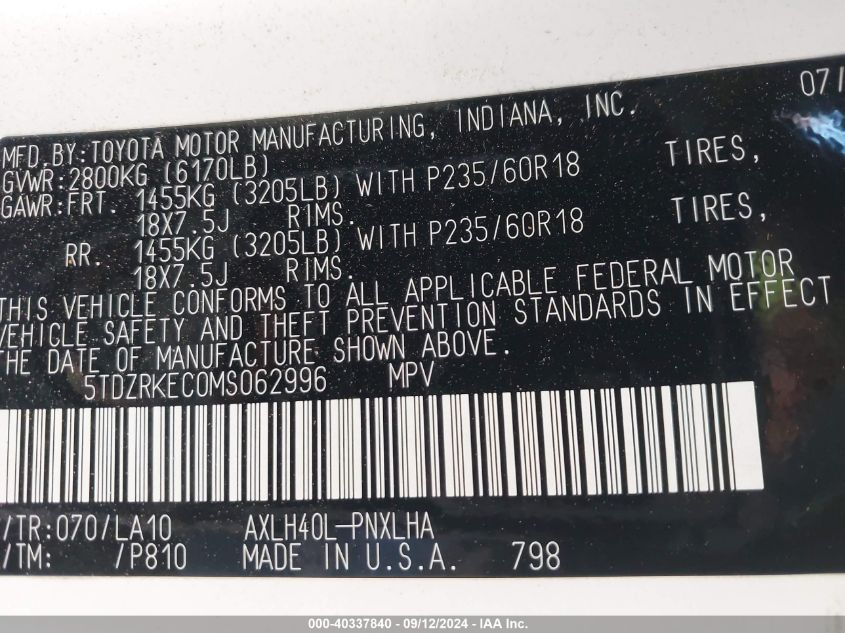 07/
MFD.BY:TOYOTA MOTOR MANUFACTURING, INDIANA, INC.
GVWR:2800KG (6170LB)
GAWR:FRT. 1455KG (3205LB) WITH P235/60R18 TIRES,
18X7.5J RIMS.
RR. 1455KG (3205LB) WITH P235/60R18 TIRES,
18X7.5J RIMS.
THIS VEHICLE CONFORMS TO ALL APPLICABLE FEDERAL MOTOR
VEHICLE SAFETY AND THEFT PREVENTION STANDARDS IN EFFECT
THE DATE OF MANUFACTURE SHOWN ABOVE.
5TDZRKEC0MS062996 MPV
/TR:070/LA10 AXLH40L-PNXLHA
/TM: /P810 MADE IN U.S.A. 798
000-40337840 - 09/12/2024 - IAA Inc.